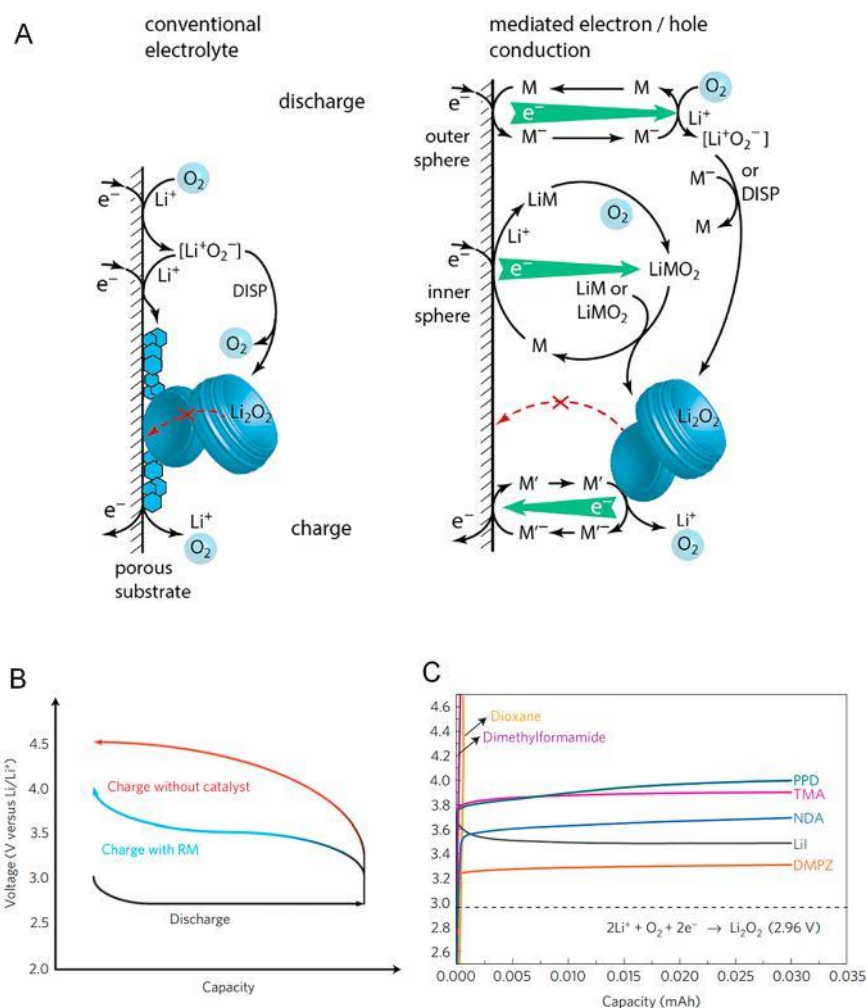 A
conventional
electrolyte
mediated electron / hole
conduction
discharge
e⁻
O₂
Li⁺
[Li⁺O₂⁻]
e⁻
Li⁺
DISP
O₂
Li₂O₂
e⁻
Li⁺
O₂
charge
porous
substrate
e⁻
M
M
O₂
e⁻
Li⁺
outer
sphere
M⁻
M⁻
[Li⁺O₂⁻]
or
DISP
M⁻
M
LiM
O₂
Li⁺
e⁻
e⁻
LiMO₂
inner
sphere
LiM or
LiMO₂
M
Li₂O₂
M'
M'
e⁻
e⁻
M'⁻
M'⁻
Li⁺
O₂
B
Voltage (V versus Li/Li⁺)
4.5
4.0
3.5
3.0
2.5
2.0
Charge without catalyst
Charge with RM
Discharge
Capacity
C
4.6
4.4
4.2
4.0
3.8
3.6
3.4
3.2
3.0
2.8
2.6
Dioxane
Dimethylformamide
PPD
TMA
NDA
LiI
DMPZ
2Li⁺ + O₂ + 2e⁻ → Li₂O₂ (2.96 V)
0.000 0.005 0.010 0.015 0.020 0.025 0.030 0.035
Capacity (mAh)